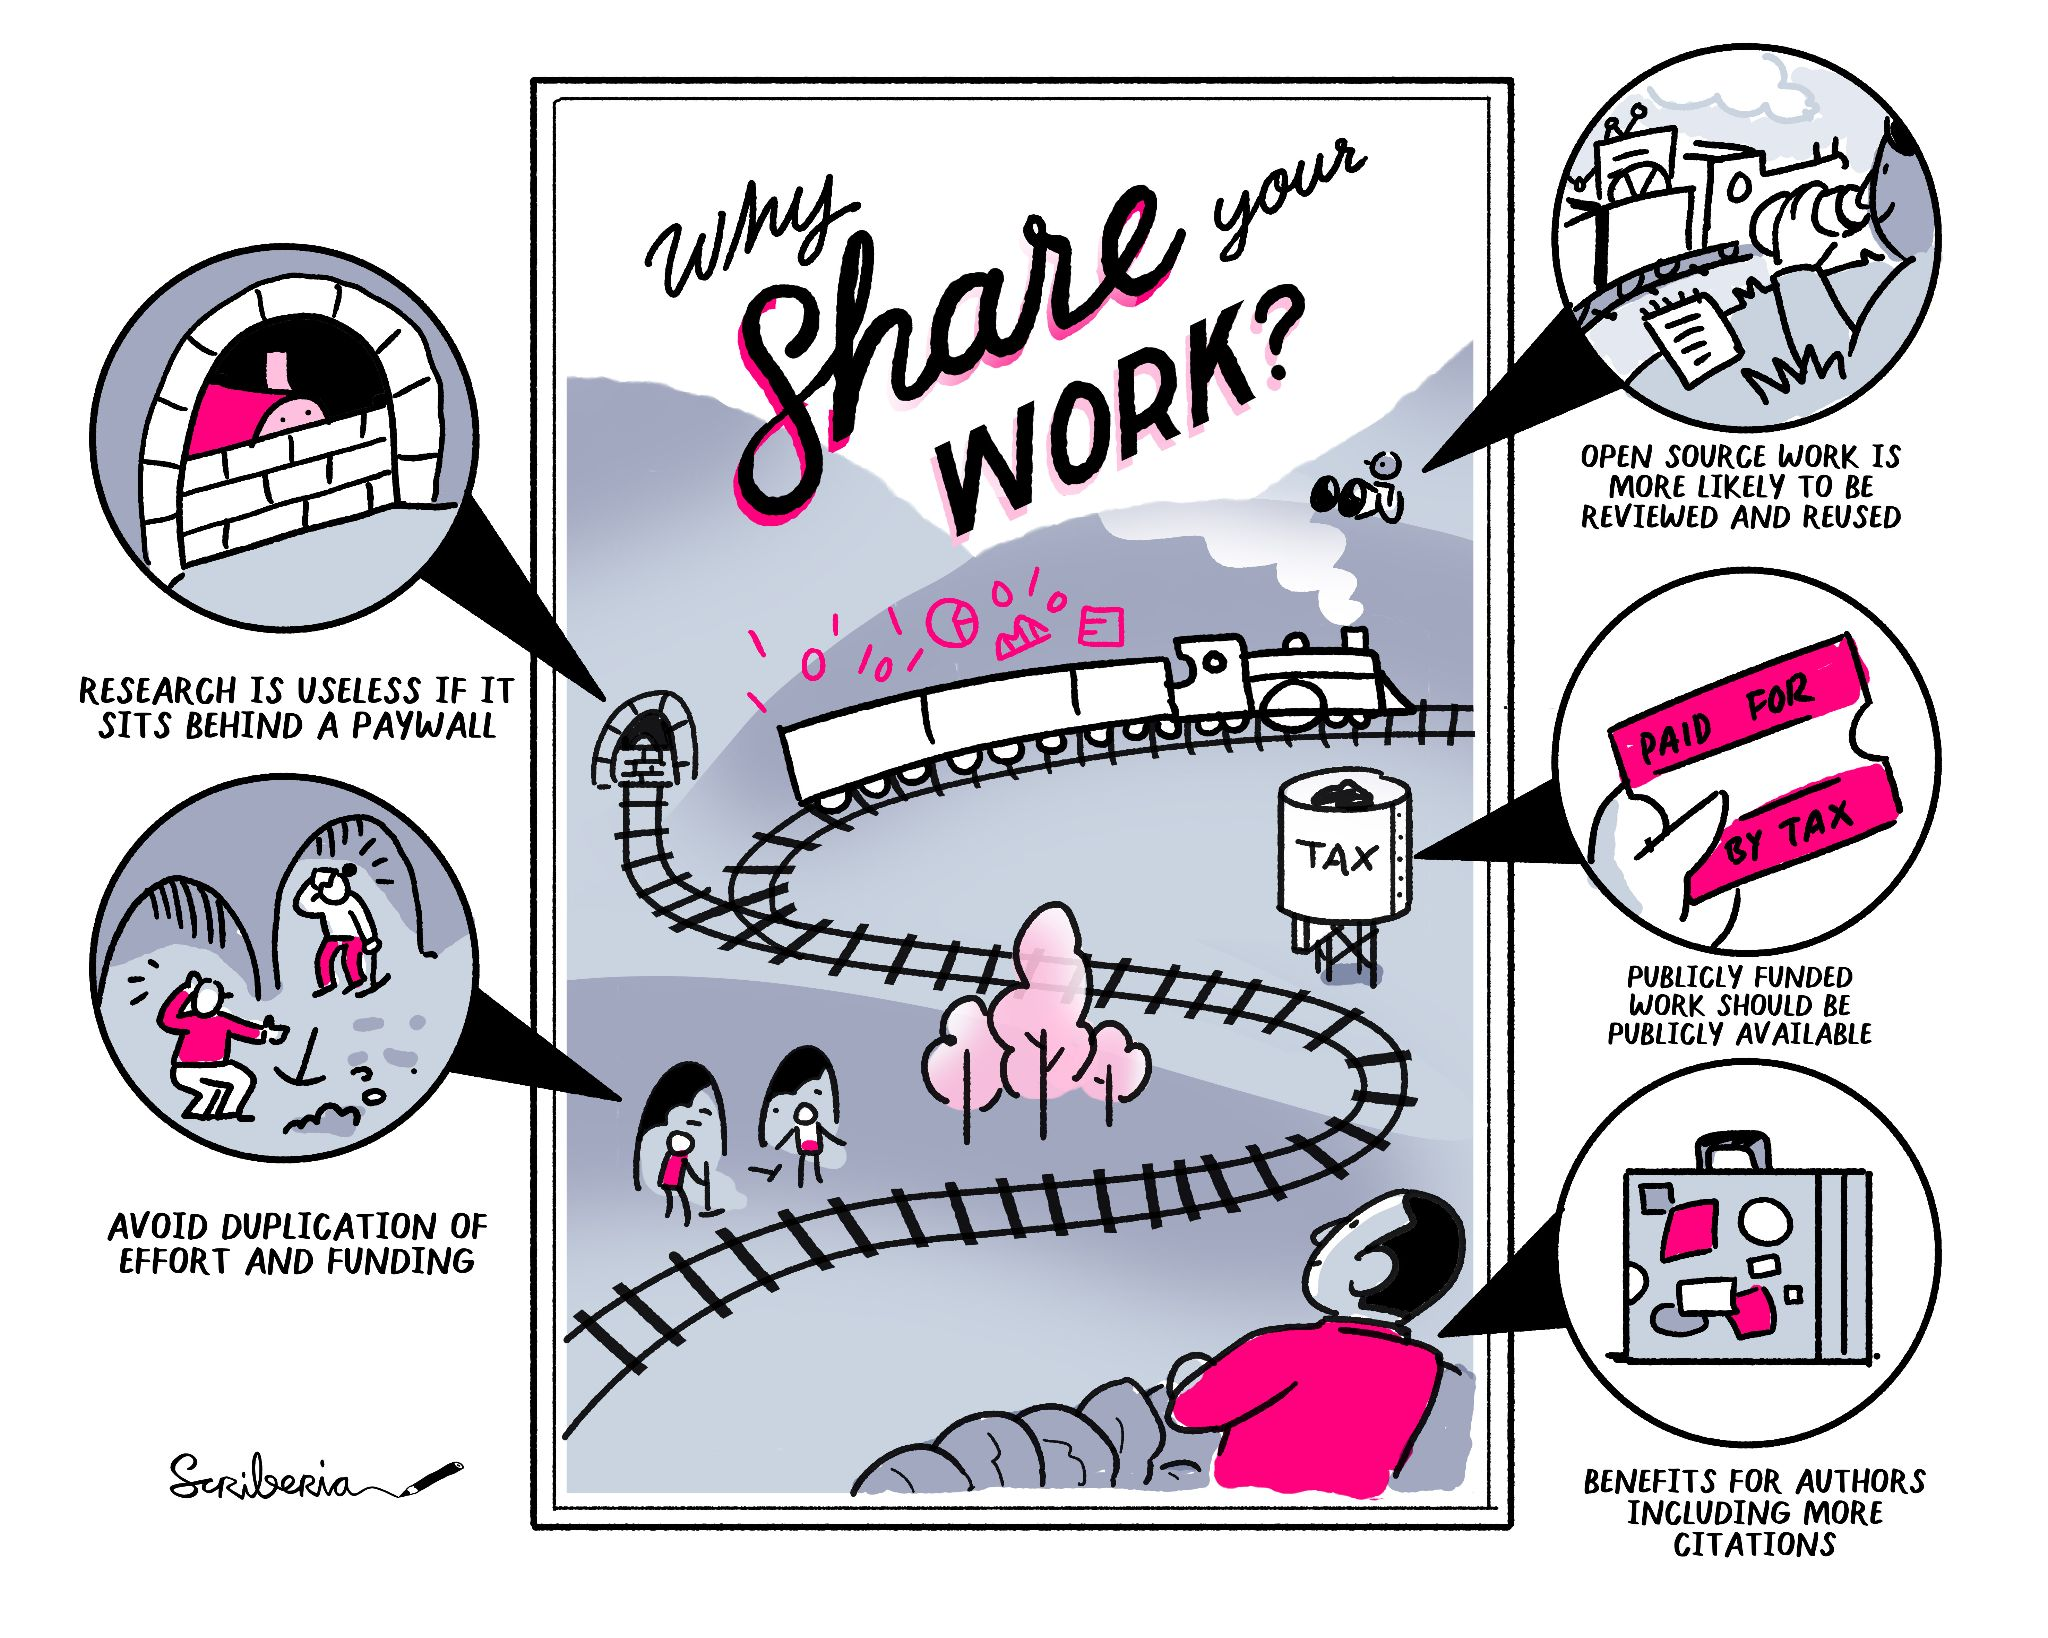 Why
Share your
WORK?
RESEARCH IS USELESS IF IT
SITS BEHIND A PAYWALL
AVOID DUPLICATION OF
EFFORT AND FUNDING
OPEN SOURCE WORK IS
MORE LIKELY TO BE
REVIEWED AND REUSED
TAX
PAID FOR
BY TAX
PUBLICLY FUNDED
WORK SHOULD BE
PUBLICLY AVAILABLE
BENEFITS FOR AUTHORS
INCLUDING MORE
CITATIONS
Scriberia